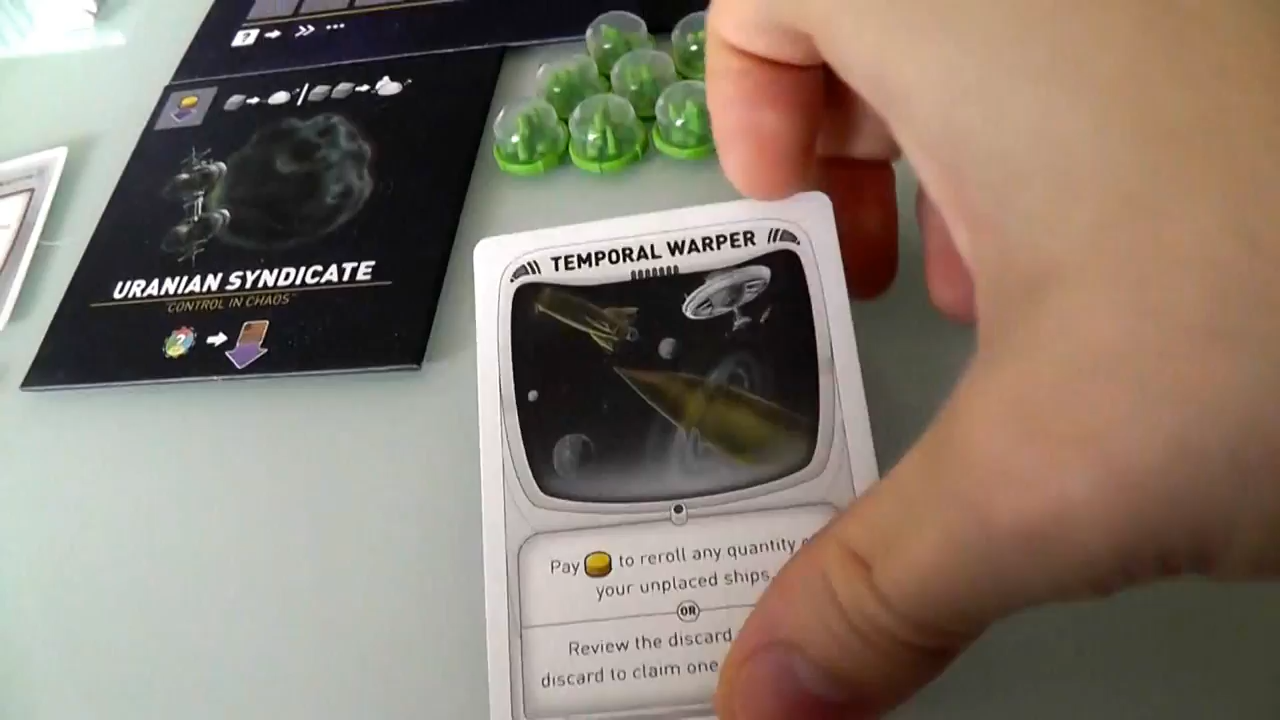 ? ...
URANIAN SYNDICATE
"CONTROL IN CHAOS"
?
TEMPORAL WARPER
Pay to reroll any quantity
your unplaced ships
OR
Review the discard
discard to claim one